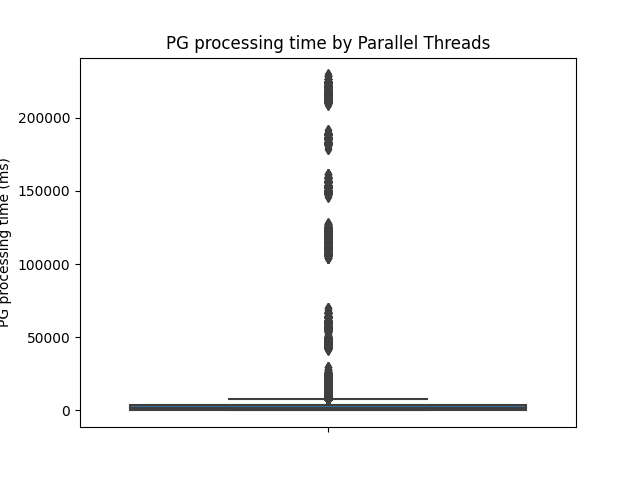 PG processing time by Parallel Threads
PG processing time (ms)
200000
150000
100000
50000
0